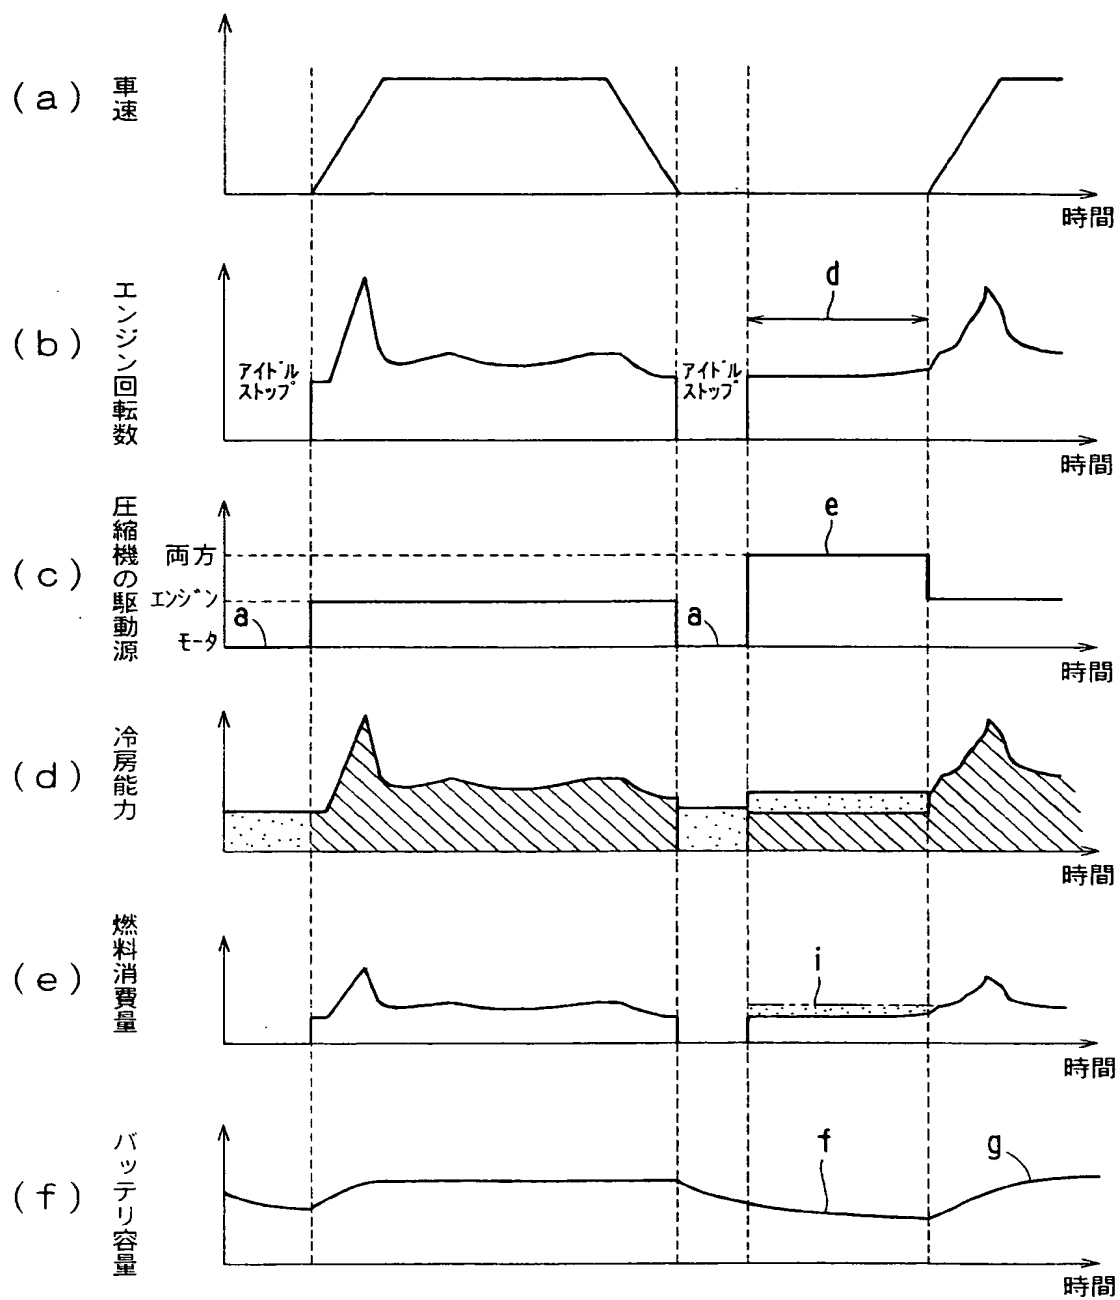 (a)
車速
時間
(b)
エンジン回転数
アイドル
ストップ
アイドル
ストップ
d
時間
(c)
圧縮機の駆動源
両方
エンジン
モータ
a
a
e
時間
(d)
冷房能力
時間
(e)
燃料消費量
i
時間
(f)
バッテリ容量
f
g
時間